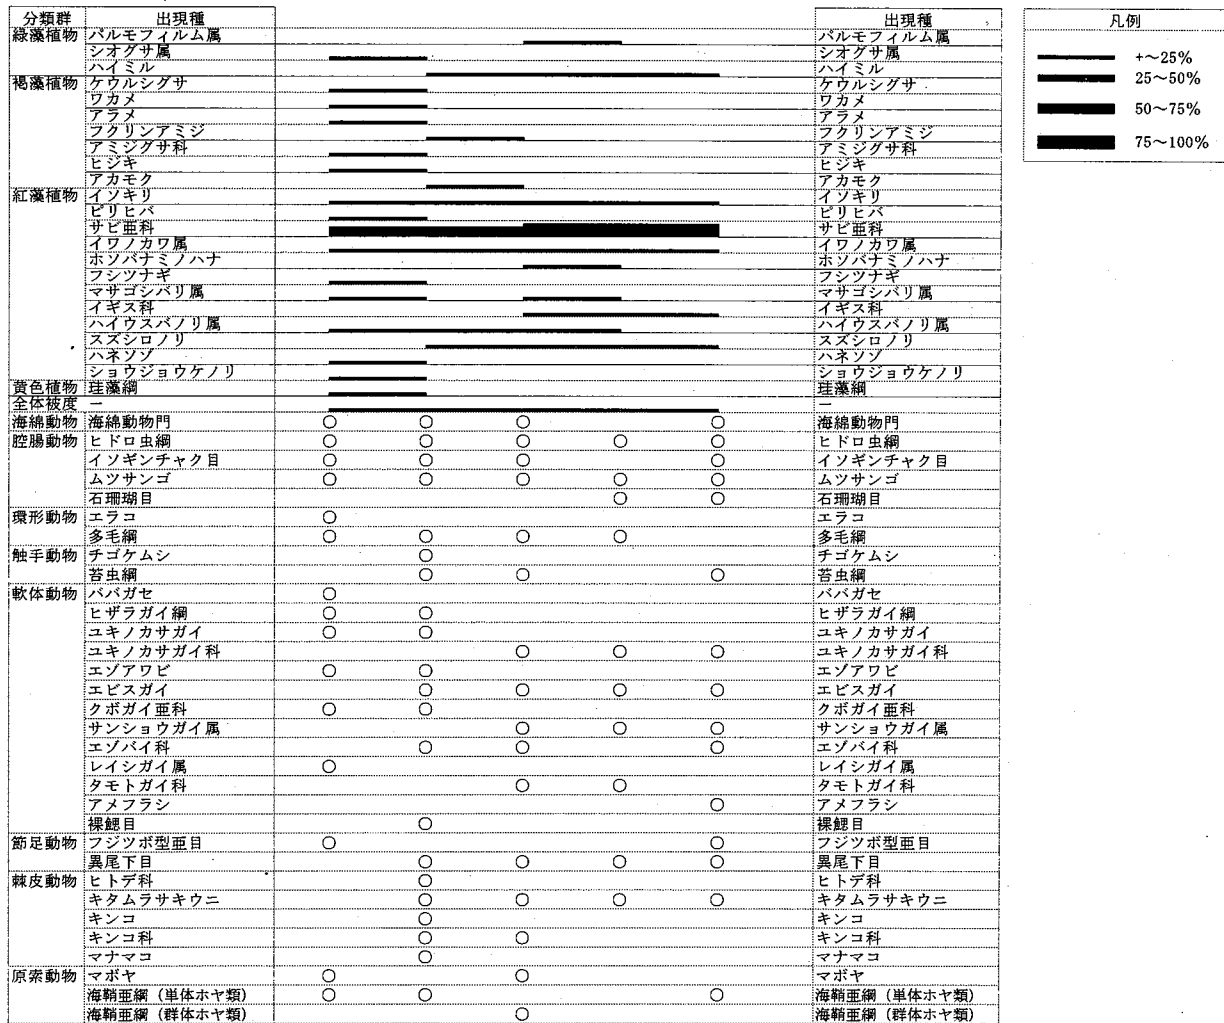 分類群 出現種 出現種 凡例
緑藻植物 パルモフィルム属 パルモフィルム属
シオグサ属 シオグサ属
ハイミル ハイミル
褐藻植物 ケウルシグサ ケウルシグサ
ワカメ ワカメ
アラメ アラメ
フクリンアミジ フクリンアミジ
アミジグサ科 アミジグサ科
ヒジキ ヒジキ
アカモク アカモク
紅藻植物 イソキリ イソキリ
ピリヒバ ピリヒバ
サビ亜科 サビ亜科
イワノカワ属 イワノカワ属
ホソバナミノハナ ホソバナミノハナ
フシツナギ フシツナギ
マサゴシバリ属 マサゴシバリ属
イギス科 イギス科
ハイウスバノリ属 ハイウスバノリ属
スズシロノリ スズシロノリ
ハネソゾ ハネソゾ
ショウジョウケノリ ショウジョウケノリ
黄色植物 珪藻綱 珪藻綱
全体被度 － －
海綿動物 海綿動物門 ○ ○ ○ ○ 海綿動物門
腔腸動物 ヒドロ虫綱 ○ ○ ○ ○ ○ ヒドロ虫綱
イソギンチャク目 ○ ○ ○ ○ イソギンチャク目
ムツサンゴ ○ ○ ○ ○ ○ ムツサンゴ
石珊瑚目 ○ ○ 石珊瑚目
環形動物 エラコ ○ エラコ
多毛綱 ○ ○ ○ ○ 多毛綱
触手動物 チゴケムシ ○ チゴケムシ
苔虫綱 ○ ○ ○ 苔虫綱
軟体動物 ババガセ ○ ババガセ
ヒザラガイ綱 ○ ○ ヒザラガイ綱
ユキノカサガイ ○ ○ ユキノカサガイ
ユキノカサガイ科 ○ ○ ○ ユキノカサガイ科
エゾアワビ ○ ○ エゾアワビ
エビスガイ ○ ○ ○ ○ エビスガイ
クボガイ亜科 ○ ○ クボガイ亜科
サンショウガイ属 ○ ○ ○ サンショウガイ属
エゾバイ科 ○ ○ ○ エゾバイ科
レイシガイ属 ○ レイシガイ属
タモトガイ科 ○ ○ タモトガイ科
アメフラシ ○ アメフラシ
裸鰓目 ○ 裸鰓目
節足動物 フジツボ型亜目 ○ ○ フジツボ型亜目
異尾下目 ○ ○ ○ ○ 異尾下目
棘皮動物 ヒトデ科 ○ ヒトデ科
キタムラサキウニ ○ ○ ○ ○ キタムラサキウニ
キンコ ○ キンコ
キンコ科 ○ ○ キンコ科
マナマコ ○ マナマコ
原索動物 マボヤ ○ ○ マボヤ
海鞘亜綱（単体ホヤ類） ○ ○ ○ 海鞘亜綱（単体ホヤ類）
海鞘亜綱（群体ホヤ類） ○ 海鞘亜綱（群体ホヤ類）
+～25%
25～50%
50～75%
75～100%